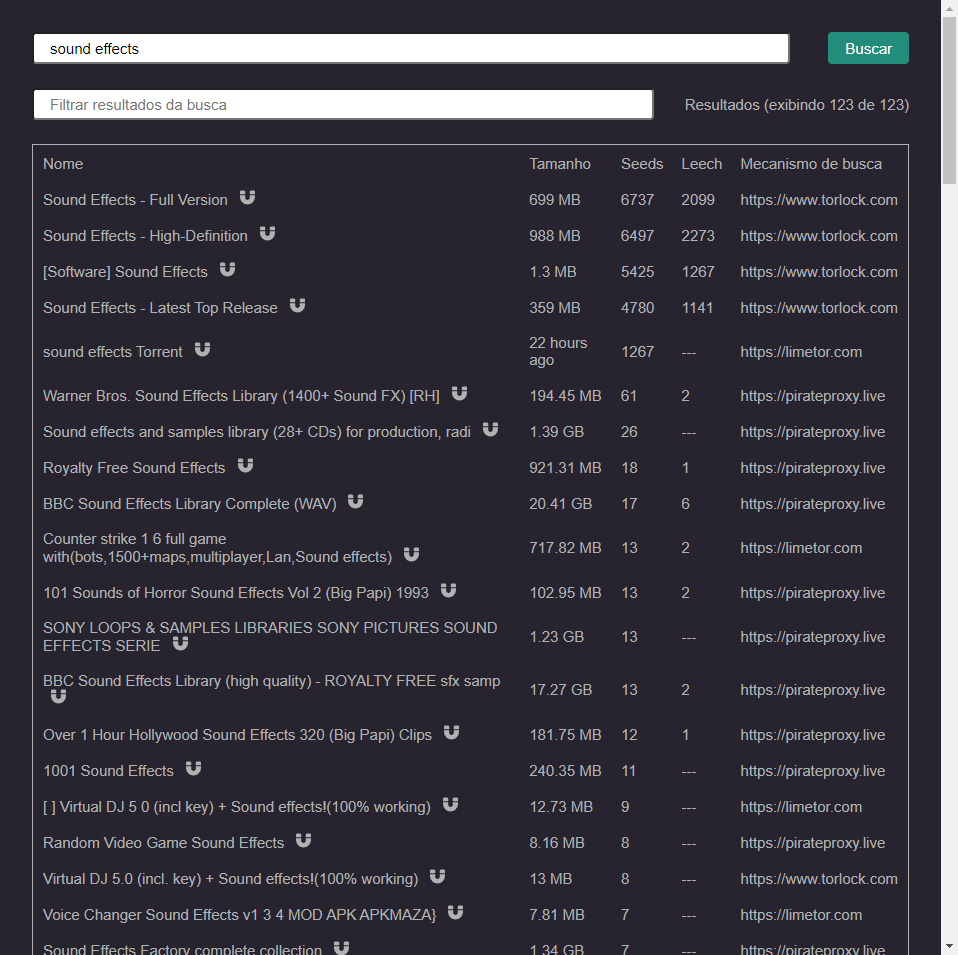 sound effects
Buscar
Filtrar resultados da busca
Resultados (exibindo 123 de 123)
Nome Tamanho Seeds Leech Mecanismo de busca
Sound Effects - Full Version 699 MB 6737 2099 https://www.torlock.com
Sound Effects - High-Definition 988 MB 6497 2273 https://www.torlock.com
[Software] Sound Effects 1.3 MB 5425 1267 https://www.torlock.com
Sound Effects - Latest Top Release 359 MB 4780 1141 https://www.torlock.com
sound effects Torrent 22 hours ago 1267 --- https://limetor.com
Warner Bros. Sound Effects Library (1400+ Sound FX) [RH] 194.45 MB 61 2 https://pirateproxy.live
Sound effects and samples library (28+ CDs) for production, radi 1.39 GB 26 --- https://pirateproxy.live
Royalty Free Sound Effects 921.31 MB 18 1 https://pirateproxy.live
BBC Sound Effects Library Complete (WAV) 20.41 GB 17 6 https://pirateproxy.live
Counter strike 1 6 full game
with(bots,1500+maps,multiplayer,Lan,Sound effects) 717.82 MB 13 2 https://limetor.com
101 Sounds of Horror Sound Effects Vol 2 (Big Papi) 1993 102.95 MB 13 2 https://pirateproxy.live
SONY LOOPS & SAMPLES LIBRARIES SONY PICTURES SOUND
EFFECTS SERIE 1.23 GB 13 --- https://pirateproxy.live
BBC Sound Effects Library (high quality) - ROYALTY FREE sfx samp 17.27 GB 13 2 https://pirateproxy.live
Over 1 Hour Hollywood Sound Effects 320 (Big Papi) Clips 181.75 MB 12 1 https://pirateproxy.live
1001 Sound Effects 240.35 MB 11 --- https://pirateproxy.live
[ ] Virtual DJ 5 0 (incl key) + Sound effects!(100% working) 12.73 MB 9 --- https://limetor.com
Random Video Game Sound Effects 8.16 MB 8 --- https://pirateproxy.live
Virtual DJ 5.0 (incl. key) + Sound effects!(100% working) 13 MB 8 --- https://www.torlock.com
Voice Changer Sound Effects v1 3 4 MOD APK APKMAZA} 7.81 MB 7 --- https://limetor.com
Sound Effects Factory complete collection 1.34 GB 7 --- https://pirateproxy.live